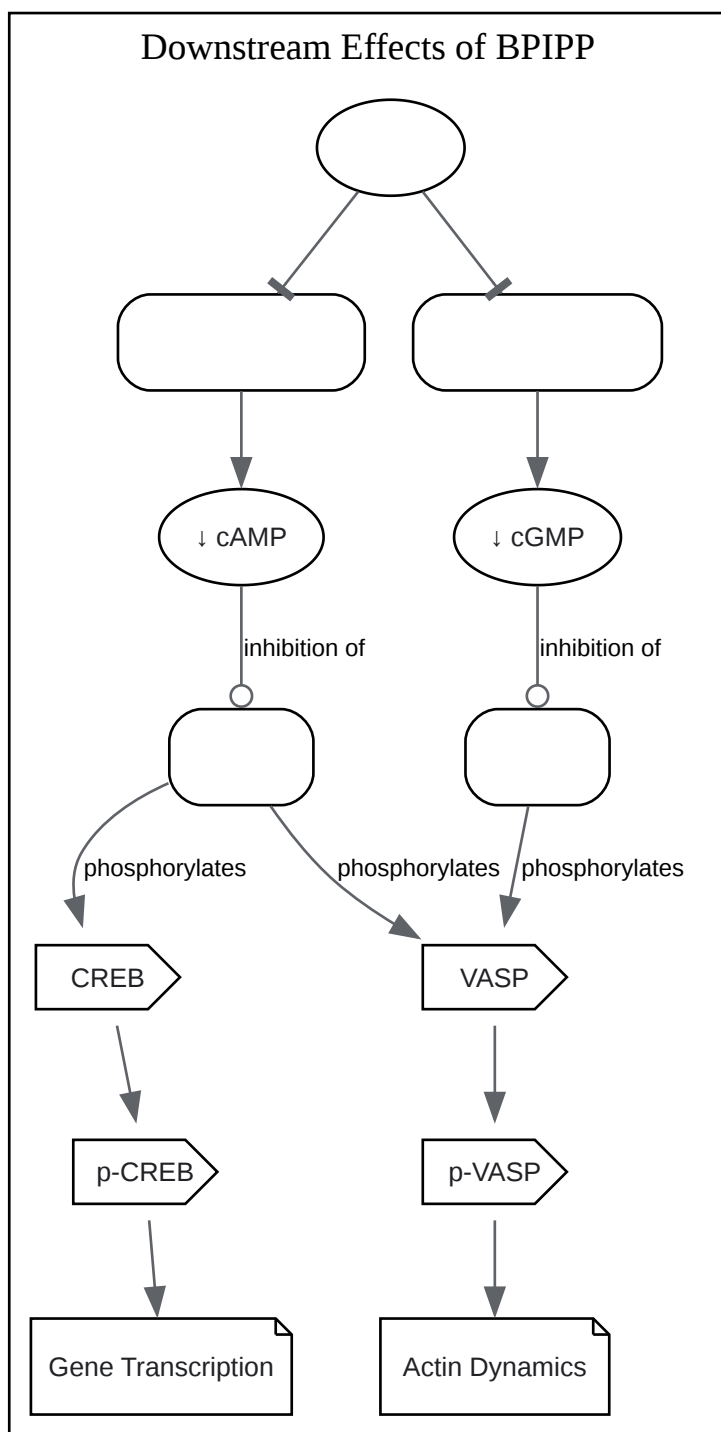 Downstream Effects of BPIPP
↓ cAMP
↓ cGMP
inhibition of
inhibition of
phosphorylates
phosphorylates
phosphorylates
CREB
VASP
p-CREB
p-VASP
Gene Transcription
Actin Dynamics